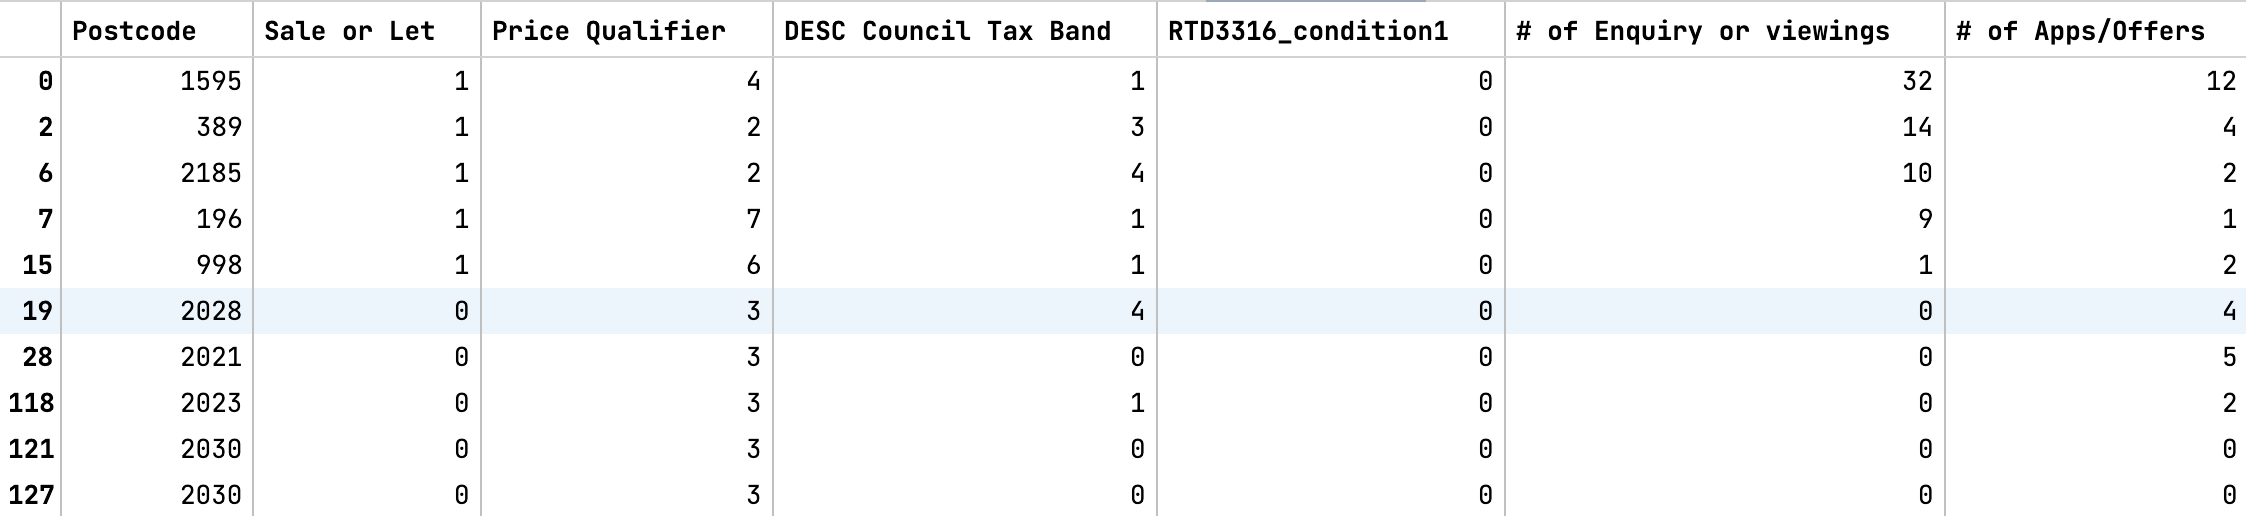 Postcode Sale or Let Price Qualifier DESC Council Tax Band RTD3316_condition1 # of Enquiry or viewings # of Apps/Offers
0 1595 1 4 1 0 32 12
2 389 1 2 3 0 14 4
6 2185 1 2 4 0 10 2
7 196 1 7 1 0 9 1
15 998 1 6 1 0 1 2
19 2028 0 3 4 0 0 4
28 2021 0 3 0 0 0 5
118 2023 0 3 1 0 0 2
121 2030 0 3 0 0 0 0
127 2030 0 3 0 0 0 0